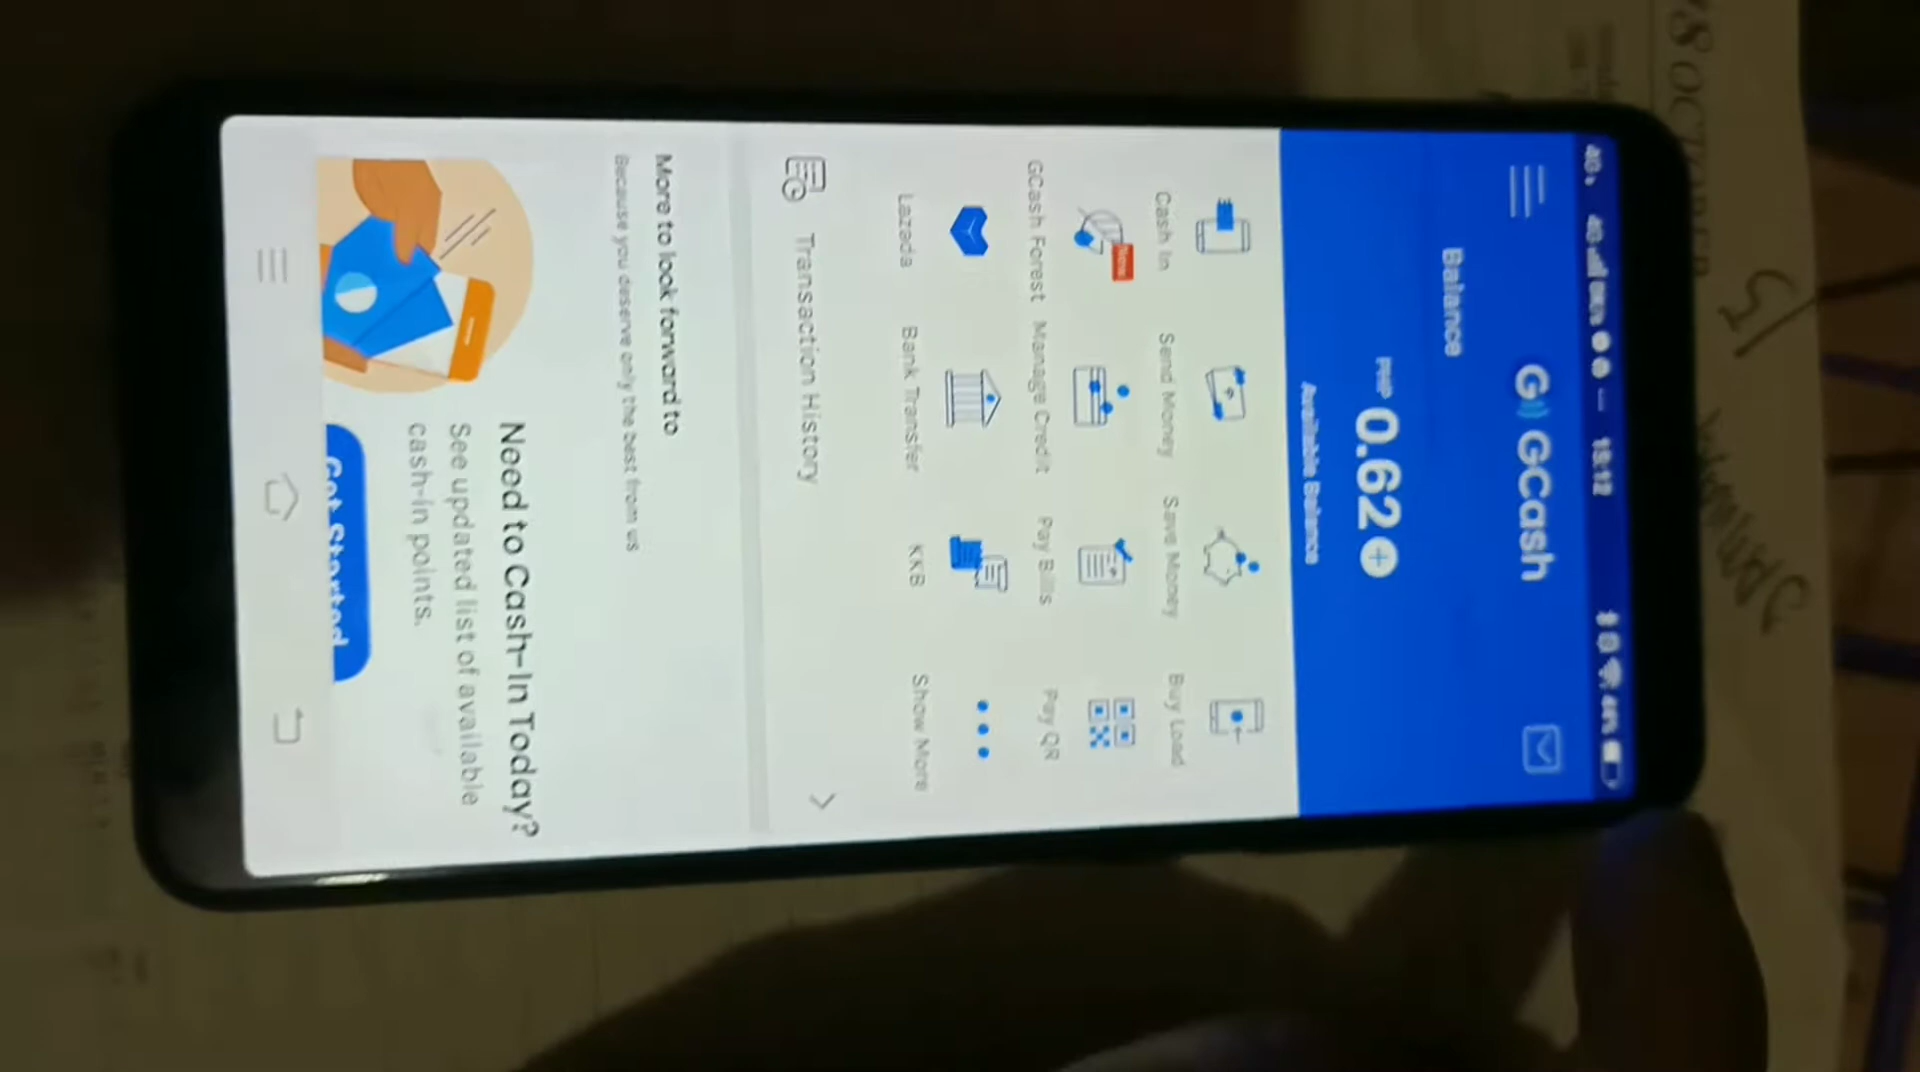 15:12
GCash
Balance
PHP 0.62
Available Balance
Cash In
Send Money
Save Money
Buy Load
New
GCash Forest
Manage Credit
Pay Bills
Pay QR
Lazada
Bank Transfer
KKB
Show More
Transaction History
More to look forward to
Because you deserve only the best from us
Need to Cash-In Today?
See updated list of available
cash-in points.
Get Started
OCTOBER